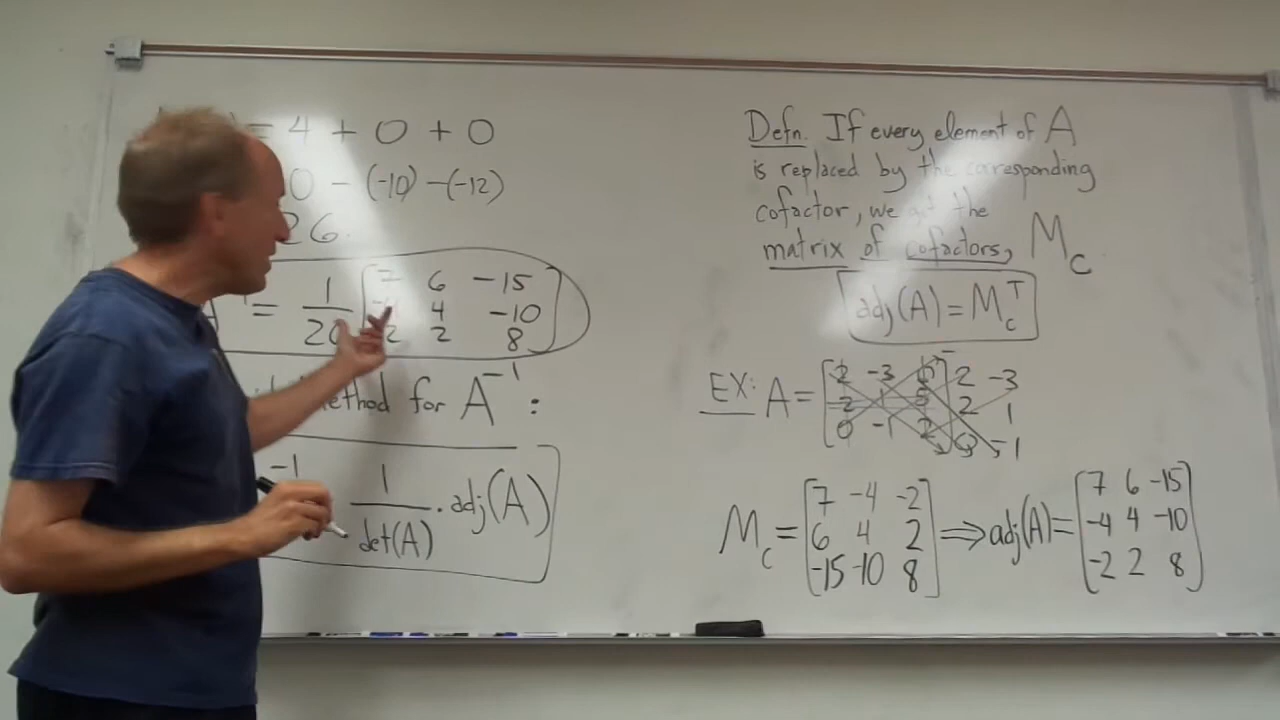 = 4 + 0 + 0
0 - (-10) - (-12)
26.
= 1/26 [7 6 -15
4 -10
2 2 8]
method for A⁻¹:
-1 1/det(A) · adj(A)
Defn. If every element of A
is replaced by the corresponding
cofactor, we get the
matrix of cofactors, M_c
adj(A) = M_c^T
EX: A = [2 -3 5] 2 -3
2 1 5 2 1
0 -1 2 0 -1
M_c = [7 -4 -2 ⟹ adj(A) = [7 6 -15
6 4 2 -4 4 -10
-15 -10 8] -2 2 8]